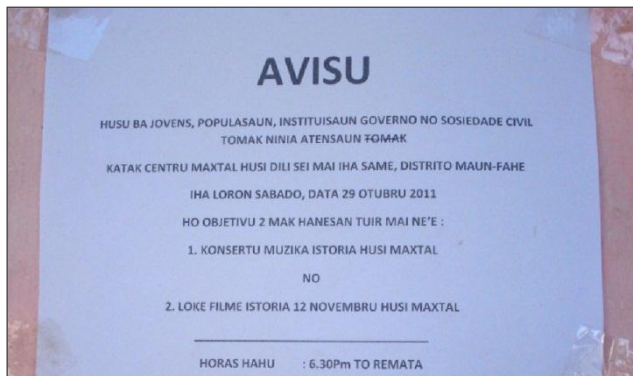 AVISU
HUSU BA JOVENS, POPULASAUN, INSTITUISAUN GOVERNO NO SOSIEDADE CIVIL
TOMAK NINIA ATENSAUN TOMAK
KATAK CENTRU MAXTAL HUSI DILI SEI MAI IHA SAME, DISTRITO MAUN-FAHE
IHA LORON SABADO, DATA 29 OTUBRU 2011
HO OBJETIVU 2 MAK HANESAN TUIR MAI NE'E :
1. KONSERTU MUZIKA ISTORIA HUSI MAXTAL
NO
2. LOKE FILME ISTORIA 12 NOVEMBRU HUSI MAXTAL
HORAS HAHU : 6.30Pm TO REMATA